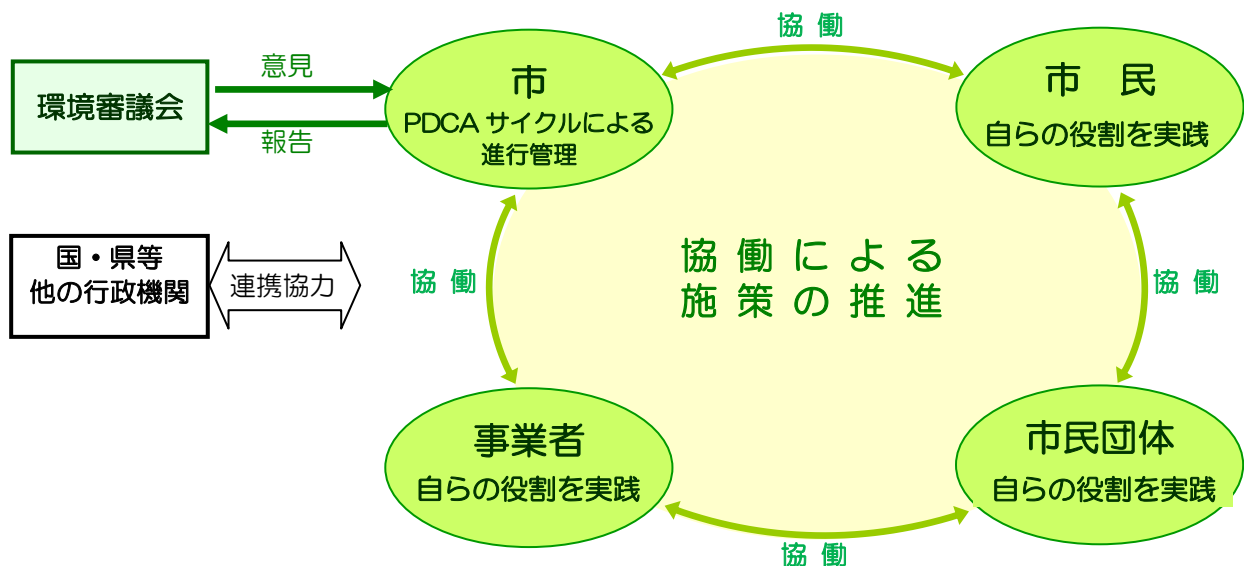 協 働
環境審議会
意見
報告
市
PDCA サイクルによる
進行管理
市 民
自らの役割を実践
国・県等
他の行政機関
連携協力
協 働
協 働 に よ る
施 策 の 推 進
協 働
事業者
自らの役割を実践
市民団体
自らの役割を実践
協 働